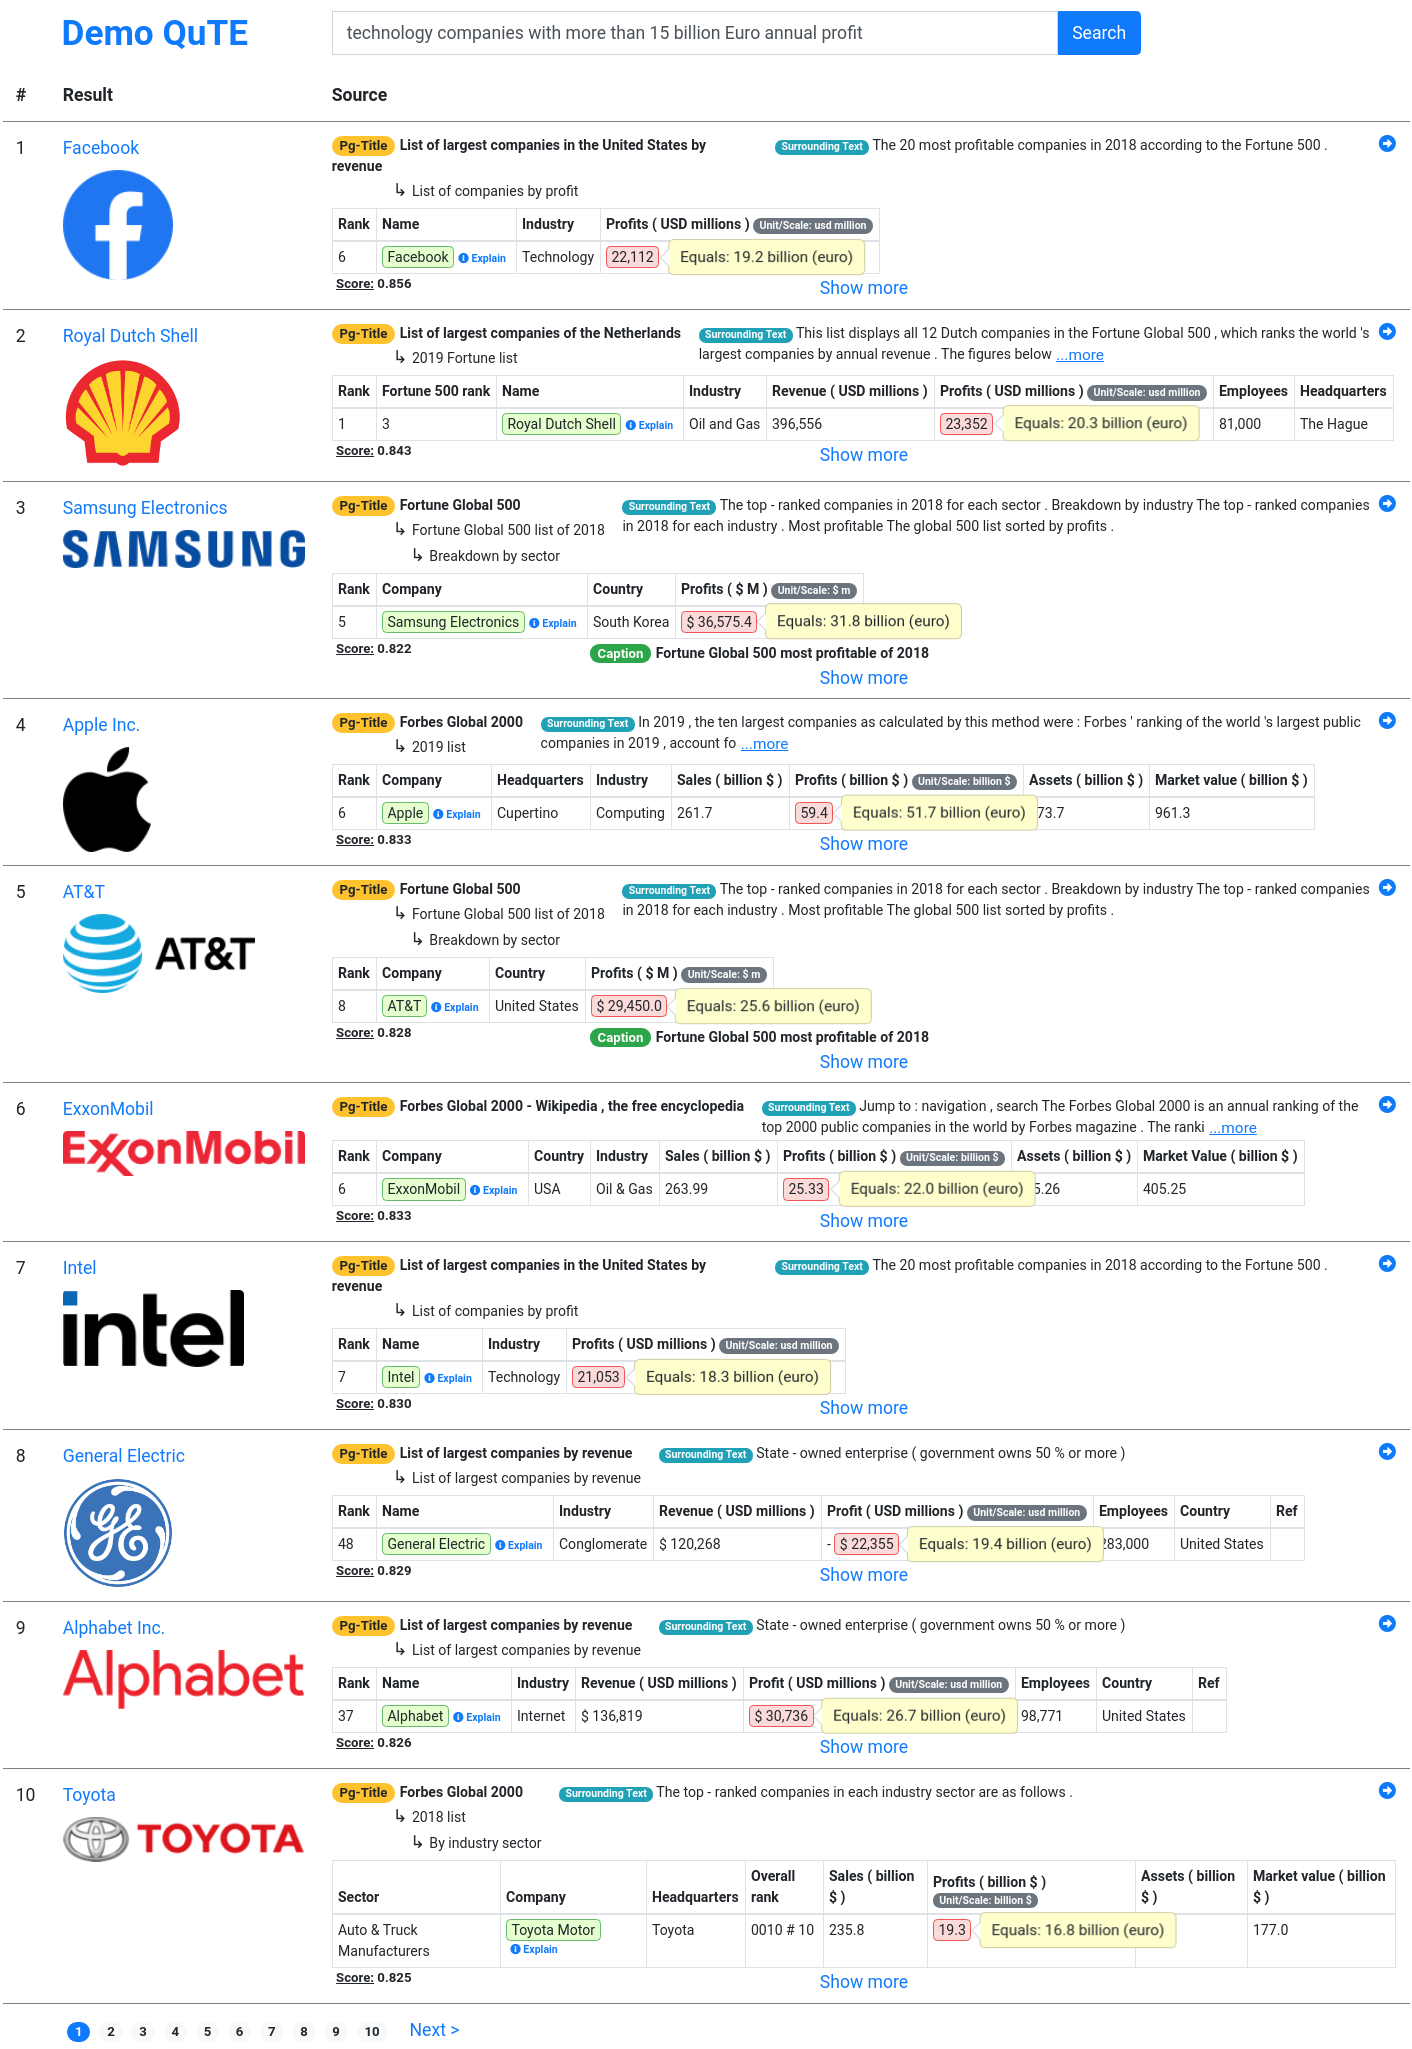 Demo QuTE
technology companies with more than 15 billion Euro annual profit
Search
# Result Source
1 Facebook
Pg-Title List of largest companies in the United States by revenue
↳ List of companies by profit
Surrounding Text The 20 most profitable companies in 2018 according to the Fortune 500 .
Rank Name Industry Profits ( USD millions ) Unit/Scale: usd million
6 Facebook Explain Technology 22,112 Equals: 19.2 billion (euro)
Score: 0.856
Show more
2 Royal Dutch Shell
Pg-Title List of largest companies of the Netherlands
↳ 2019 Fortune list
Surrounding Text This list displays all 12 Dutch companies in the Fortune Global 500 , which ranks the world 's
largest companies by annual revenue . The figures below ...more
Rank Fortune 500 rank Name Industry Revenue ( USD millions ) Profits ( USD millions ) Unit/Scale: usd million Employees Headquarters
1 3 Royal Dutch Shell Explain Oil and Gas 396,556 23,352 Equals: 20.3 billion (euro) 81,000 The Hague
Score: 0.843
Show more
3 Samsung Electronics
SAMSUNG
Pg-Title Fortune Global 500
↳ Fortune Global 500 list of 2018
↳ Breakdown by sector
Surrounding Text The top - ranked companies in 2018 for each sector . Breakdown by industry The top - ranked companies
in 2018 for each industry . Most profitable The global 500 list sorted by profits .
Rank Company Country Profits ( $ M ) Unit/Scale: $ m
5 Samsung Electronics Explain South Korea $ 36,575.4 Equals: 31.8 billion (euro)
Score: 0.822
Caption Fortune Global 500 most profitable of 2018
Show more
4 Apple Inc.
Pg-Title Forbes Global 2000
↳ 2019 list
Surrounding Text In 2019 , the ten largest companies as calculated by this method were : Forbes ' ranking of the world 's largest public
companies in 2019 , account fo ...more
Rank Company Headquarters Industry Sales ( billion $ ) Profits ( billion $ ) Unit/Scale: billion $ Assets ( billion $ ) Market value ( billion $ )
6 Apple Explain Cupertino Computing 261.7 59.4 Equals: 51.7 billion (euro) 73.7 961.3
Score: 0.833
Show more
5 AT&T
AT&T
Pg-Title Fortune Global 500
↳ Fortune Global 500 list of 2018
↳ Breakdown by sector
Surrounding Text The top - ranked companies in 2018 for each sector . Breakdown by industry The top - ranked companies
in 2018 for each industry . Most profitable The global 500 list sorted by profits .
Rank Company Country Profits ( $ M ) Unit/Scale: $ m
8 AT&T Explain United States $ 29,450.0 Equals: 25.6 billion (euro)
Score: 0.828
Caption Fortune Global 500 most profitable of 2018
Show more
6 ExxonMobil
ExxonMobil
Pg-Title Forbes Global 2000 - Wikipedia , the free encyclopedia
Surrounding Text Jump to : navigation , search The Forbes Global 2000 is an annual ranking of the
top 2000 public companies in the world by Forbes magazine . The ranki ...more
Rank Company Country Industry Sales ( billion $ ) Profits ( billion $ ) Unit/Scale: billion $ Assets ( billion $ ) Market Value ( billion $ )
6 ExxonMobil Explain USA Oil & Gas 263.99 25.33 Equals: 22.0 billion (euro) 5.26 405.25
Score: 0.833
Show more
7 Intel
intel
Pg-Title List of largest companies in the United States by revenue
↳ List of companies by profit
Surrounding Text The 20 most profitable companies in 2018 according to the Fortune 500 .
Rank Name Industry Profits ( USD millions ) Unit/Scale: usd million
7 Intel Explain Technology 21,053 Equals: 18.3 billion (euro)
Score: 0.830
Show more
8 General Electric
GE
Pg-Title List of largest companies by revenue
↳ List of largest companies by revenue
Surrounding Text State - owned enterprise ( government owns 50 % or more )
Rank Name Industry Revenue ( USD millions ) Profit ( USD millions ) Unit/Scale: usd million Employees Country Ref
48 General Electric Explain Conglomerate $ 120,268 - $ 22,355 Equals: 19.4 billion (euro) 283,000 United States
Score: 0.829
Show more
9 Alphabet Inc.
Alphabet
Pg-Title List of largest companies by revenue
↳ List of largest companies by revenue
Surrounding Text State - owned enterprise ( government owns 50 % or more )
Rank Name Industry Revenue ( USD millions ) Profit ( USD millions ) Unit/Scale: usd million Employees Country Ref
37 Alphabet Explain Internet $ 136,819 $ 30,736 Equals: 26.7 billion (euro) 98,771 United States
Score: 0.826
Show more
10 Toyota
TOYOTA
Pg-Title Forbes Global 2000
↳ 2018 list
↳ By industry sector
Surrounding Text The top - ranked companies in each industry sector are as follows .
Sector Company Headquarters Overall rank Sales ( billion $ ) Profits ( billion $ ) Unit/Scale: billion $ Assets ( billion $ ) Market value ( billion $ )
Auto & Truck Manufacturers Toyota Motor Explain Toyota 0010 # 10 235.8 19.3 Equals: 16.8 billion (euro) 177.0
Score: 0.825
Show more
1 2 3 4 5 6 7 8 9 10 Next >